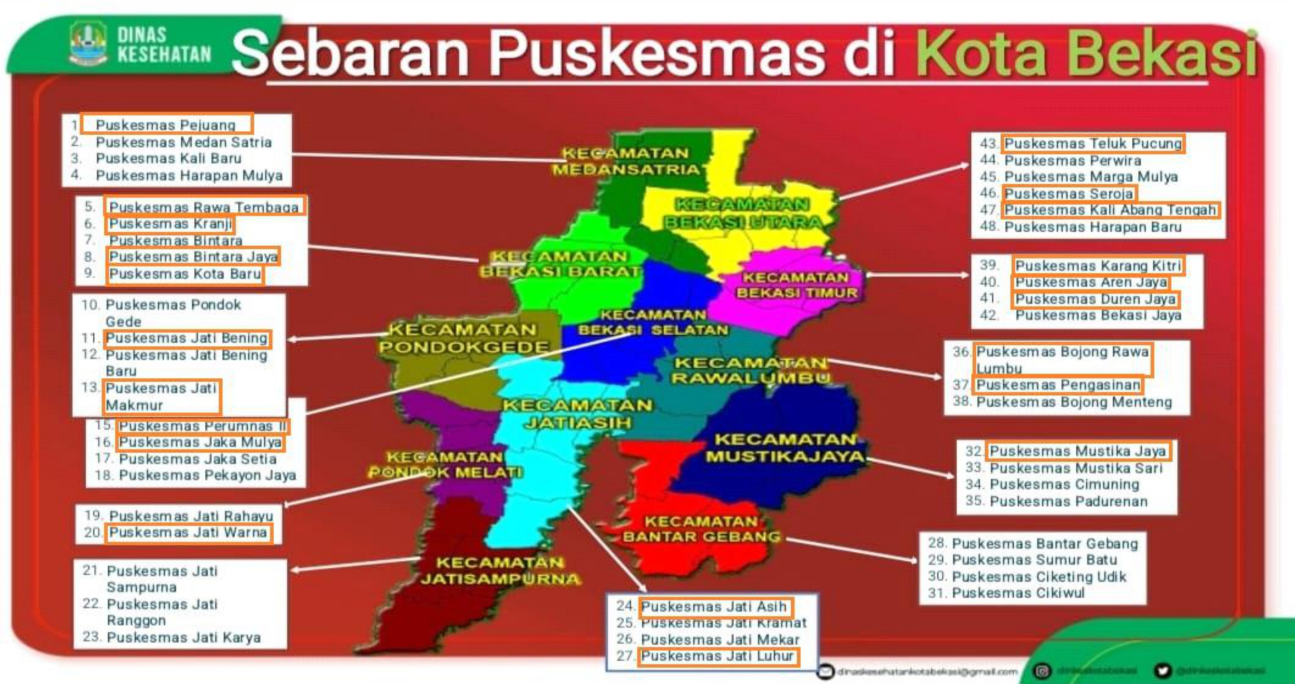 DINAS
KESEHATAN
Sebaran Puskesmas di Kota Bekasi
1. Puskesmas Pejuang
2. Puskesmas Medan Satria
3. Puskesmas Kali Baru
4. Puskesmas Harapan Mulya
5. Puskesmas Rawa Tembaga
6. Puskesmas Kranji
7. Puskesmas Bintara
8. Puskesmas Bintara Jaya
9. Puskesmas Kota Baru
10. Puskesmas Pondok
Gede
11. Puskesmas Jati Bening
12. Puskesmas Jati Bening
Baru
13. Puskesmas Jati
Makmur
15. Puskesmas Perumnas II
16. Puskesmas Jaka Mulya
17. Puskesmas Jaka Setia
18. Puskesmas Pekayon Jaya
19. Puskesmas Jati Rahayu
20. Puskesmas Jati Warna
21. Puskesmas Jati
Sampurna
22. Puskesmas Jati
Ranggon
23. Puskesmas Jati Karya
KECAMATAN
MEDANSATRIA
KECAMATAN
BEKASI UTARA
KECAMATAN
BEKASI BARAT
KECAMATAN
BEKASI TIMUR
KECAMATAN
BEKASI SELATAN
KECAMATAN
PONDOKGEDE
KECAMATAN
RAWALUMBU
KECAMATAN
JATIASIH
KECAMATAN
MUSTIKAJAYA
KECAMATAN
PONDOK MELATI
KECAMATAN
BANTAR GEBANG
KECAMATAN
JATISAMPURNA
43. Puskesmas Teluk Pucung
44. Puskesmas Perwira
45. Puskesmas Marga Mulya
46. Puskesmas Seroja
47. Puskesmas Kali Abang Tengah
48. Puskesmas Harapan Baru
39. Puskesmas Karang Kitri
40. Puskesmas Aren Jaya
41. Puskesmas Duren Jaya
42. Puskesmas Bekasi Jaya
36. Puskesmas Bojong Rawa
Lumbu
37. Puskesmas Pengasinan
38. Puskesmas Bojong Menteng
32. Puskesmas Mustika Jaya
33. Puskesmas Mustika Sari
34. Puskesmas Cimuning
35. Puskesmas Padurenan
28. Puskesmas Bantar Gebang
29. Puskesmas Sumur Batu
30. Puskesmas Ciketing Udik
31. Puskesmas Cikiwul
24. Puskesmas Jati Asih
25. Puskesmas Jati Kramat
26. Puskesmas Jati Mekar
27. Puskesmas Jati Luhur
dinaskesehatankotabekasi@gmail.com